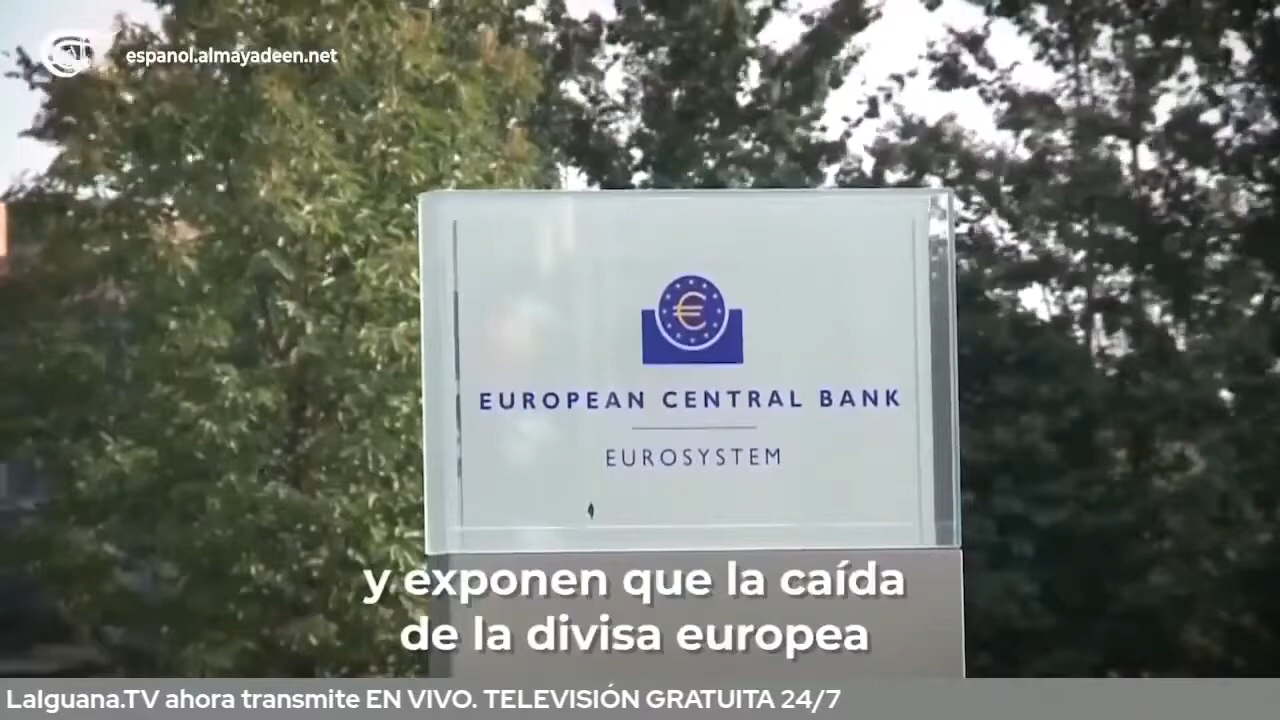 espanol.almayadeen.net
€
EUROPEAN CENTRAL BANK
EUROSYSTEM
y exponen que la caída
de la divisa europea
LaIguana.TV ahora transmite EN VIVO. TELEVISIÓN GRATUITA 24/7